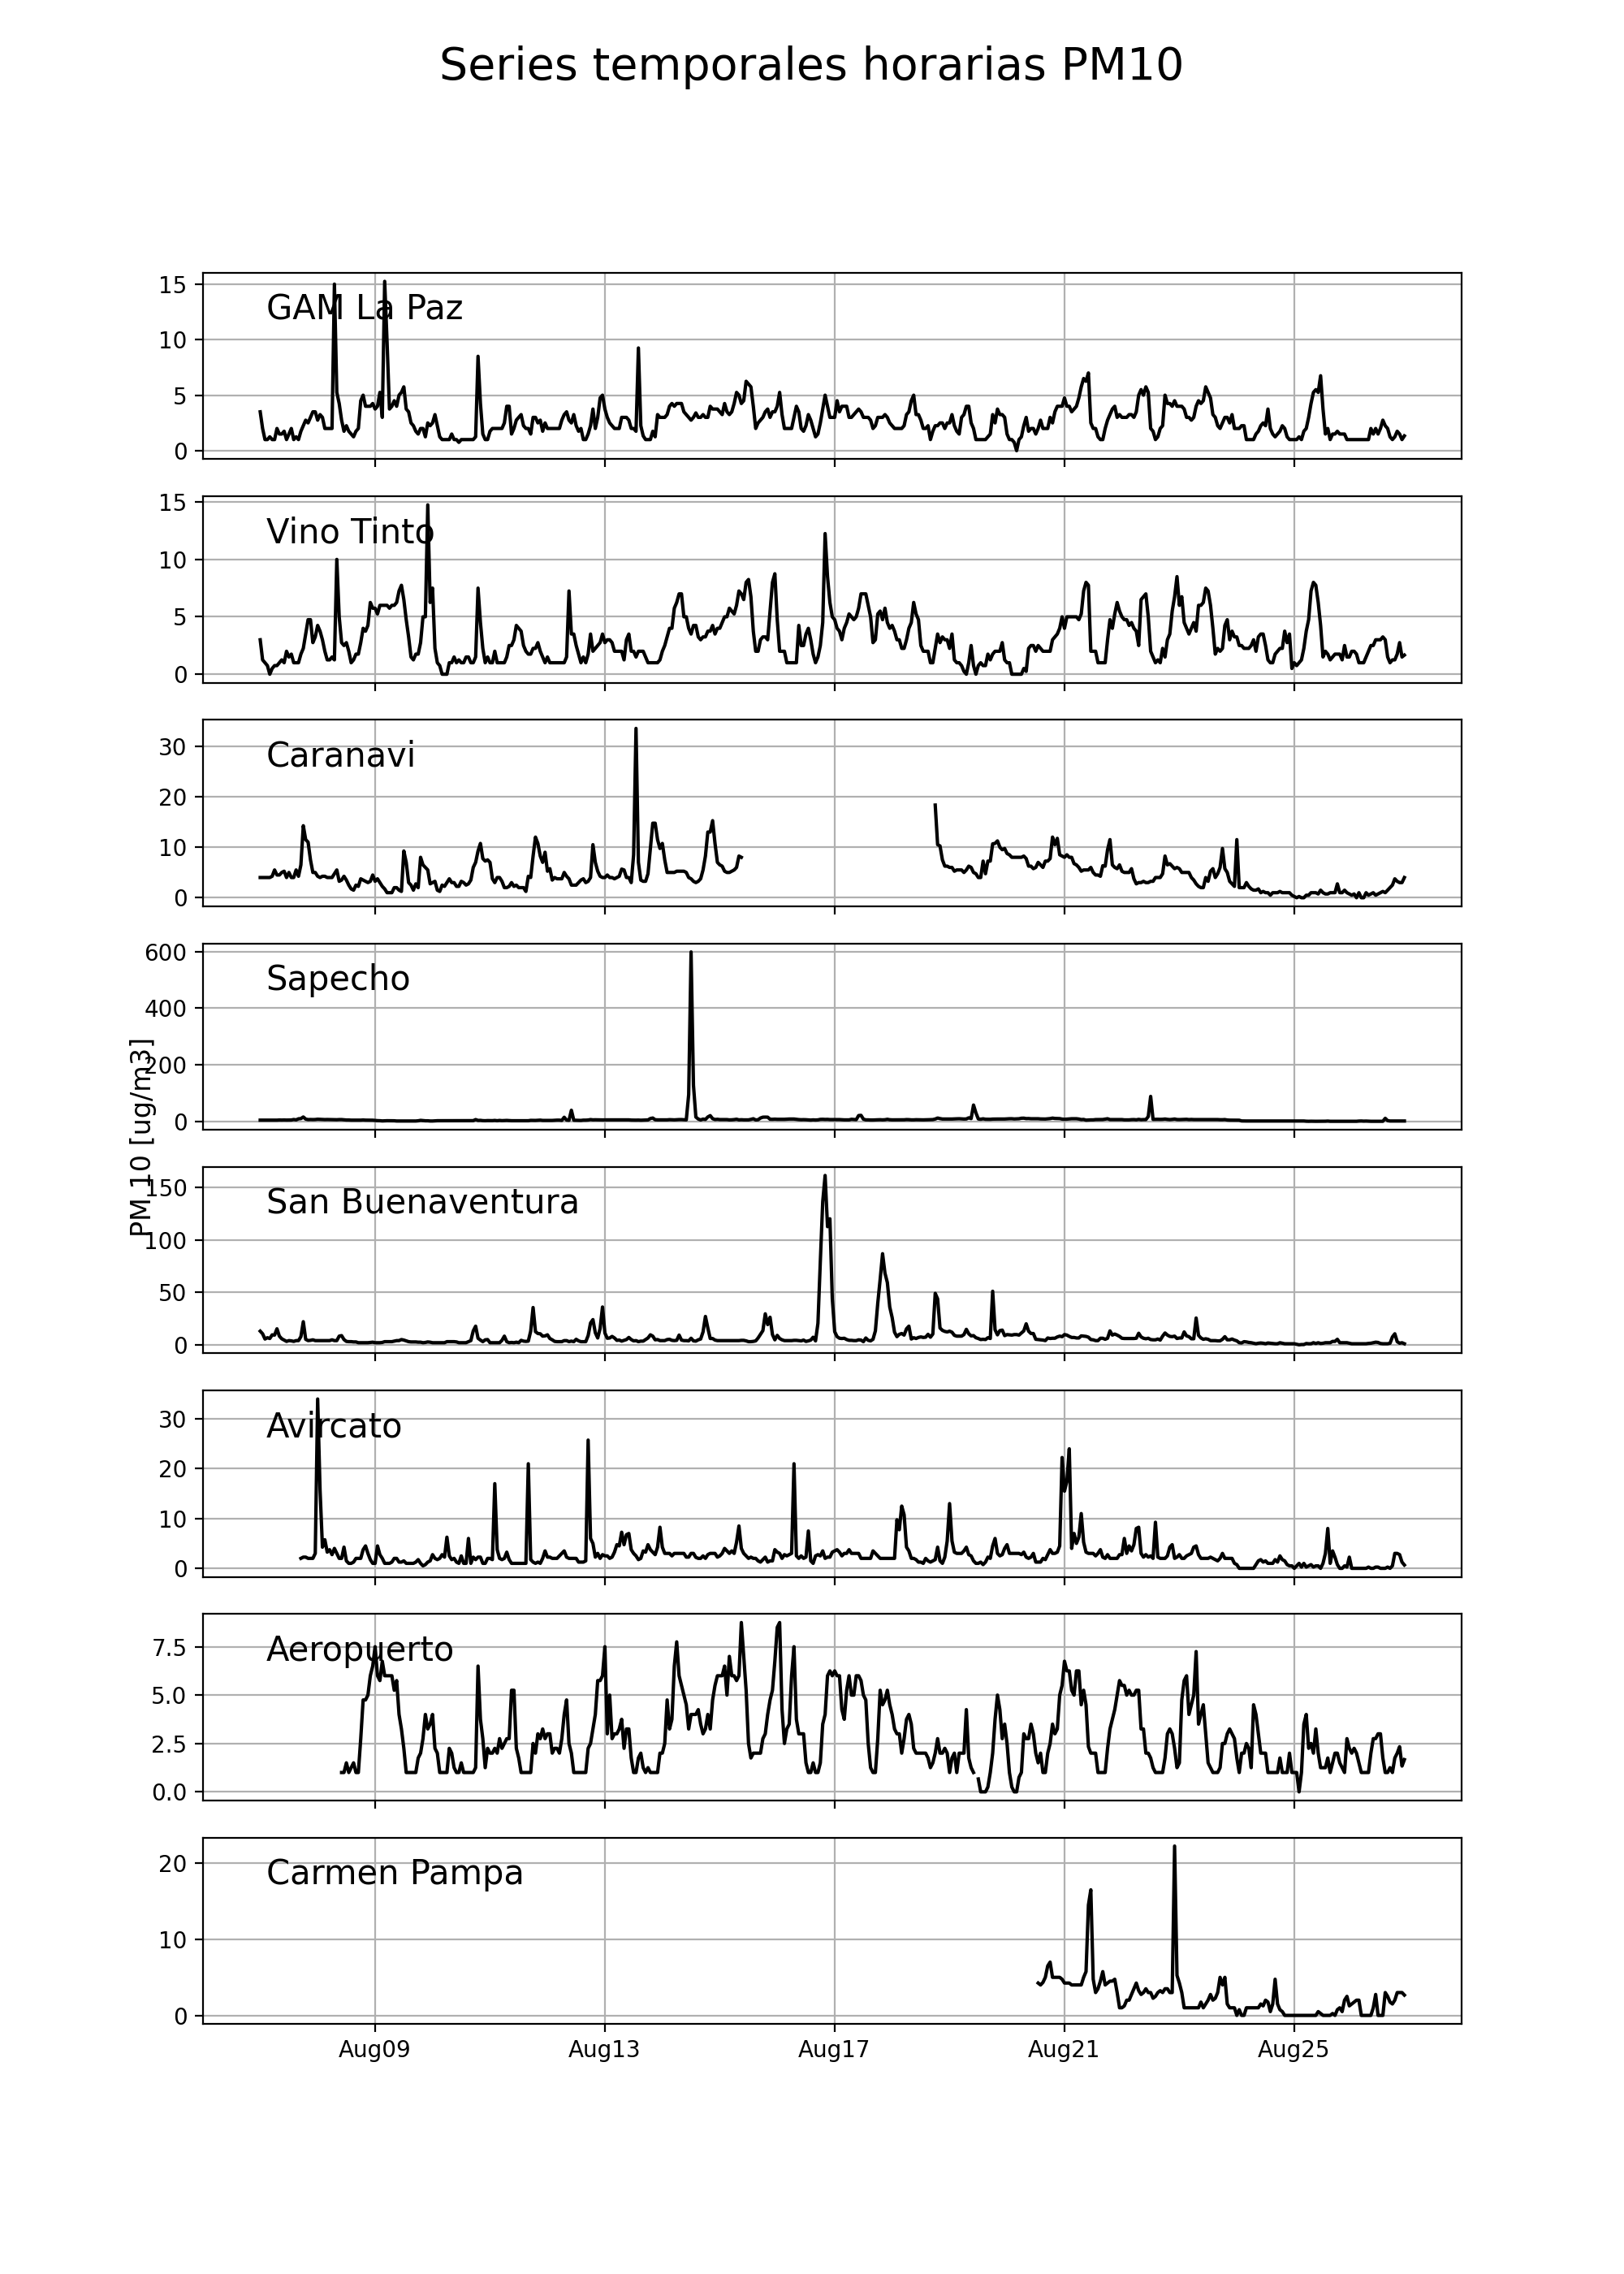 Series temporales horarias PM10
15
GAM La Paz
10
5
0
15
Vino Tinto
10
5
0
30
Caranavi
20
10
0
600
Sapecho
400
200
0
PM 10 [ug/m3]
150
San Buenaventura
100
50
0
30
Avircato
20
10
0
7.5
Aeropuerto
5.0
2.5
0.0
20
Carmen Pampa
10
0
Aug09 Aug13 Aug17 Aug21 Aug25